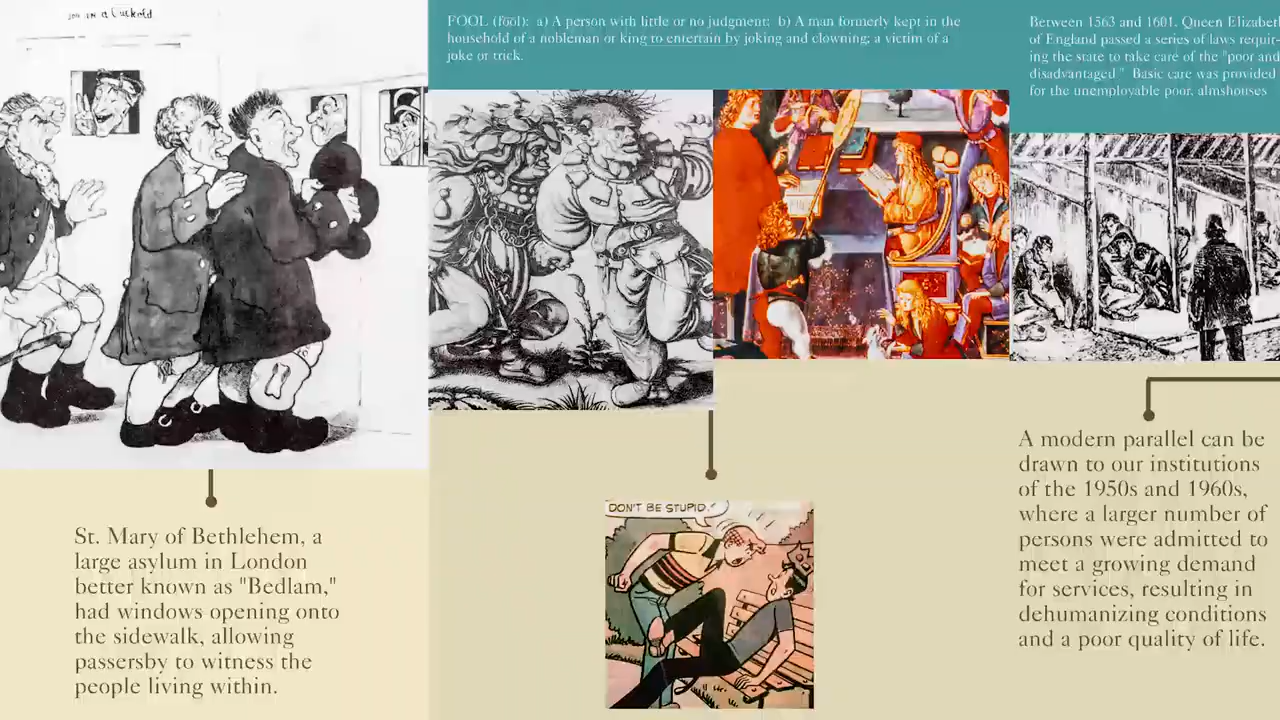 FOOL (fool): a) A person with little or no judgment; b) A man formerly kept in the
household of a nobleman or king to entertain by joking and clowning; a victim of a
joke or trick.
Between 1563 and 1601, Queen Elizabet
of England passed a series of laws requir-
ing the state to take care of the "poor and
disadvantaged." Basic care was provided
for the unemployable poor, almshouses
DON'T BE STUPID!
St. Mary of Bethlehem, a
large asylum in London
better known as "Bedlam,"
had windows opening onto
the sidewalk, allowing
passersby to witness the
people living within.
A modern parallel can be
drawn to our institutions
of the 1950s and 1960s,
where a larger number of
persons were admitted to
meet a growing demand
for services, resulting in
dehumanizing conditions
and a poor quality of life.